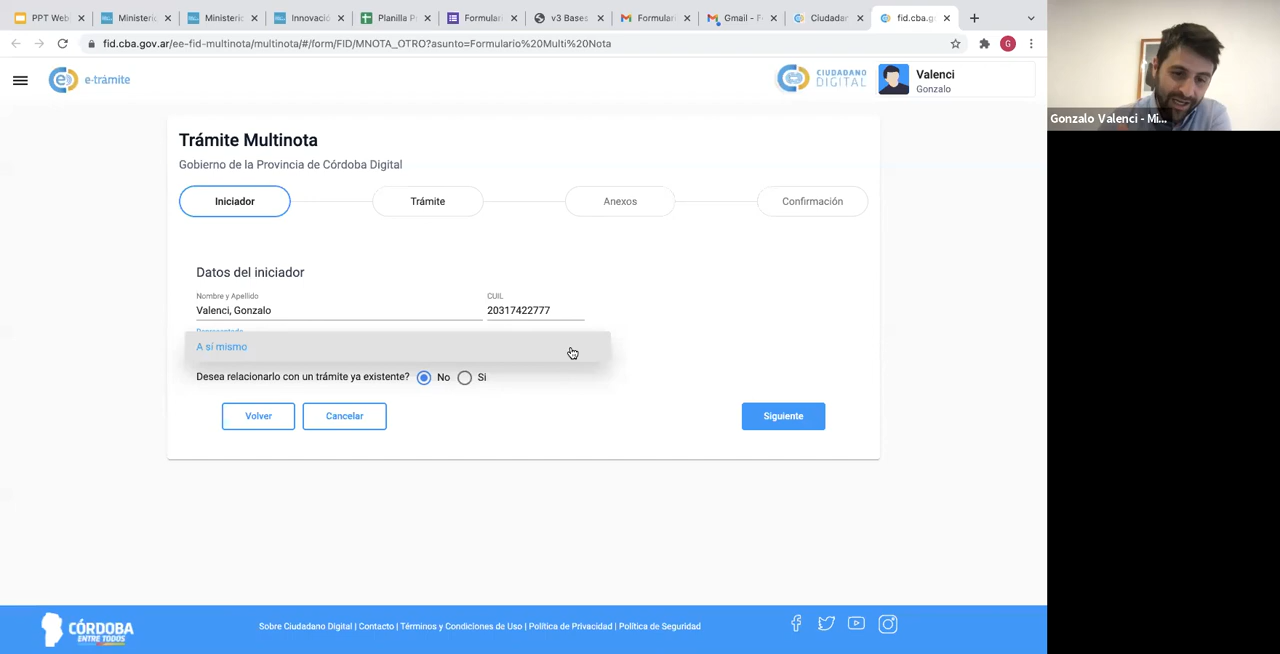 PPT Web
Ministerio
Ministerio
Innovació
Planilla P
Formular
v3 Bases
Formular
Gmail - F
Ciudadar
fid.cba.go
fid.cba.gov.ar/ee-fid-multinota/multinota/#/form/FID/MNOTA_OTRO?asunto=Formulario%20Multi%20Nota
G
e-trámite
CIUDADANO
DIGITAL
Valenci
Gonzalo
Gonzalo Valenci - Mi...
Trámite Multinota
Gobierno de la Provincia de Córdoba Digital
Iniciador
Trámite
Anexos
Confirmación
Datos del iniciador
Nombre y Apellido
CUIL
Valenci, Gonzalo
20317422777
A sí mismo
Desea relacionarlo con un trámite ya existente?
No
Si
Volver
Cancelar
Siguiente
CÓRDOBA
ENTRE TODOS
Sobre Ciudadano Digital | Contacto | Términos y Condiciones de Uso | Política de Privacidad | Política de Seguridad